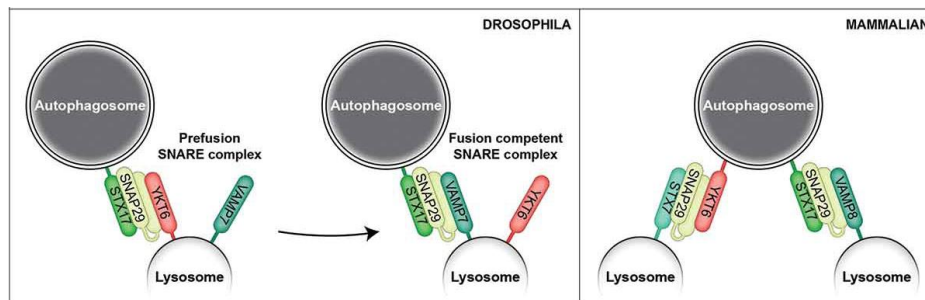 DROSOPHILA
MAMMALIAN
Autophagosome
Prefusion
SNARE complex
STX17
SNAP29
YKT6
VAMP7
Lysosome
Autophagosome
Fusion competent
SNARE complex
STX17
SNAP29
VAMP7
YKT6
Lysosome
Autophagosome
STX7
SNAP29
YKT6
STX17
SNAP29
VAMP8
Lysosome
Lysosome